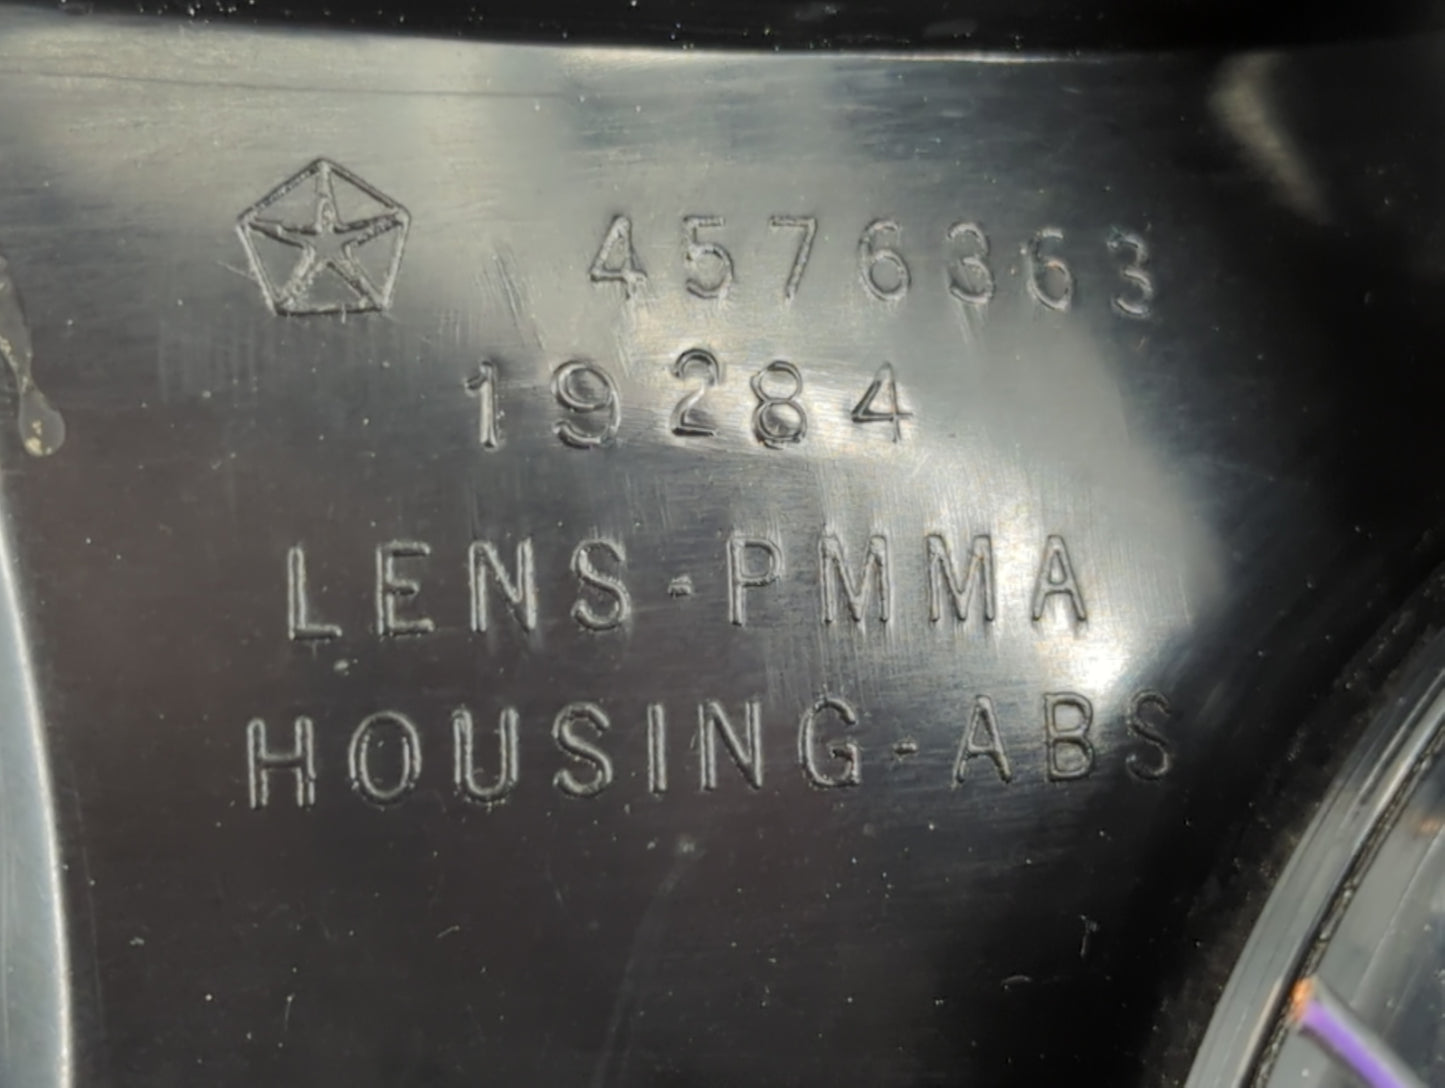 4576363
19284
LENS-PMMA
HOUSING-ABS